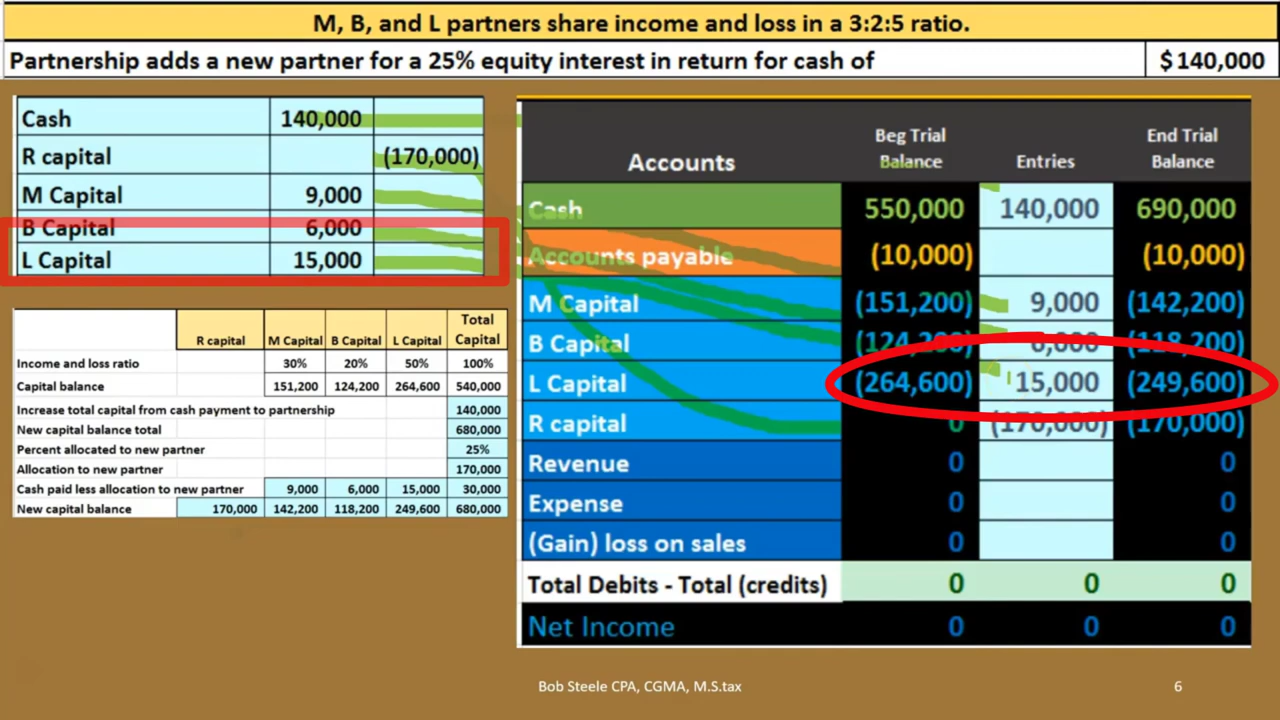 M, B, and L partners share income and loss in a 3:2:5 ratio.
Partnership adds a new partner for a 25% equity interest in return for cash of $ 140,000
Cash 140,000
R capital (170,000)
M Capital 9,000
B Capital 6,000
L Capital 15,000
R capital M Capital B Capital L Capital Total Capital
Income and loss ratio 30% 20% 50% 100%
Capital balance 151,200 124,200 264,600 540,000
Increase total capital from cash payment to partnership 140,000
New capital balance total 680,000
Percent allocated to new partner 25%
Allocation to new partner 170,000
Cash paid less allocation to new partner 9,000 6,000 15,000 30,000
New capital balance 170,000 142,200 118,200 249,600 680,000
Accounts Beg Trial Balance Entries End Trial Balance
Cash 550,000 140,000 690,000
Accounts payable (10,000) (10,000)
M Capital (151,200) 9,000 (142,200)
B Capital (124,200) 6,000 (118,200)
L Capital (264,600) 15,000 (249,600)
R capital 0 (170,000) (170,000)
Revenue 0 0
Expense 0 0
(Gain) loss on sales 0 0
Total Debits - Total (credits) 0 0 0
Net Income 0 0 0
Bob Steele CPA, CGMA, M.S.tax 6